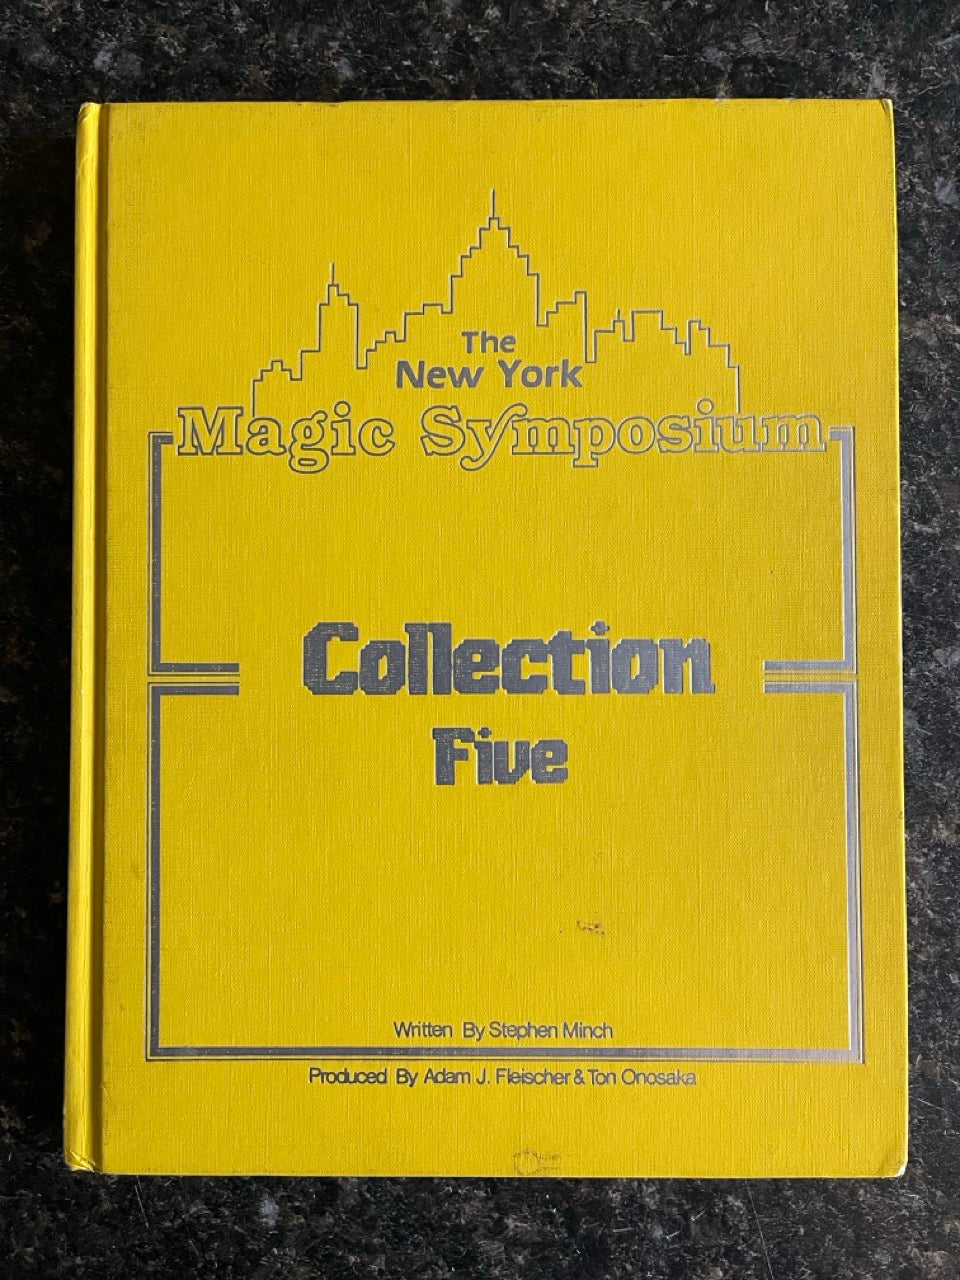 The
New York
Magic Symposium
Collection
Five
Written By Stephen Minch
Produced By Adam J. Fleischer & Ton Onosaka